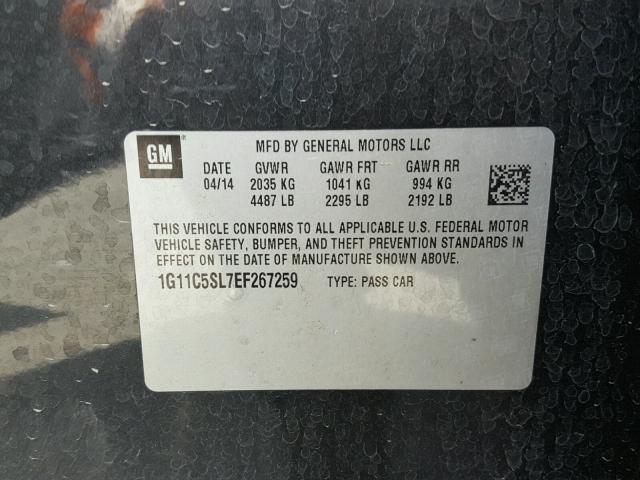 GM
MFD BY GENERAL MOTORS LLC
DATE GVWR GAWR FRT GAWR RR
04/14 2035 KG 1041 KG 994 KG
4487 LB 2295 LB 2192 LB
THIS VEHICLE CONFORMS TO ALL APPLICABLE U.S. FEDERAL MOTOR
VEHICLE SAFETY, BUMPER, AND THEFT PREVENTION STANDARDS IN
EFFECT ON THE DATE OF MANUFACTURE SHOWN ABOVE.
1G11C5SL7EF267259 TYPE: PASS CAR